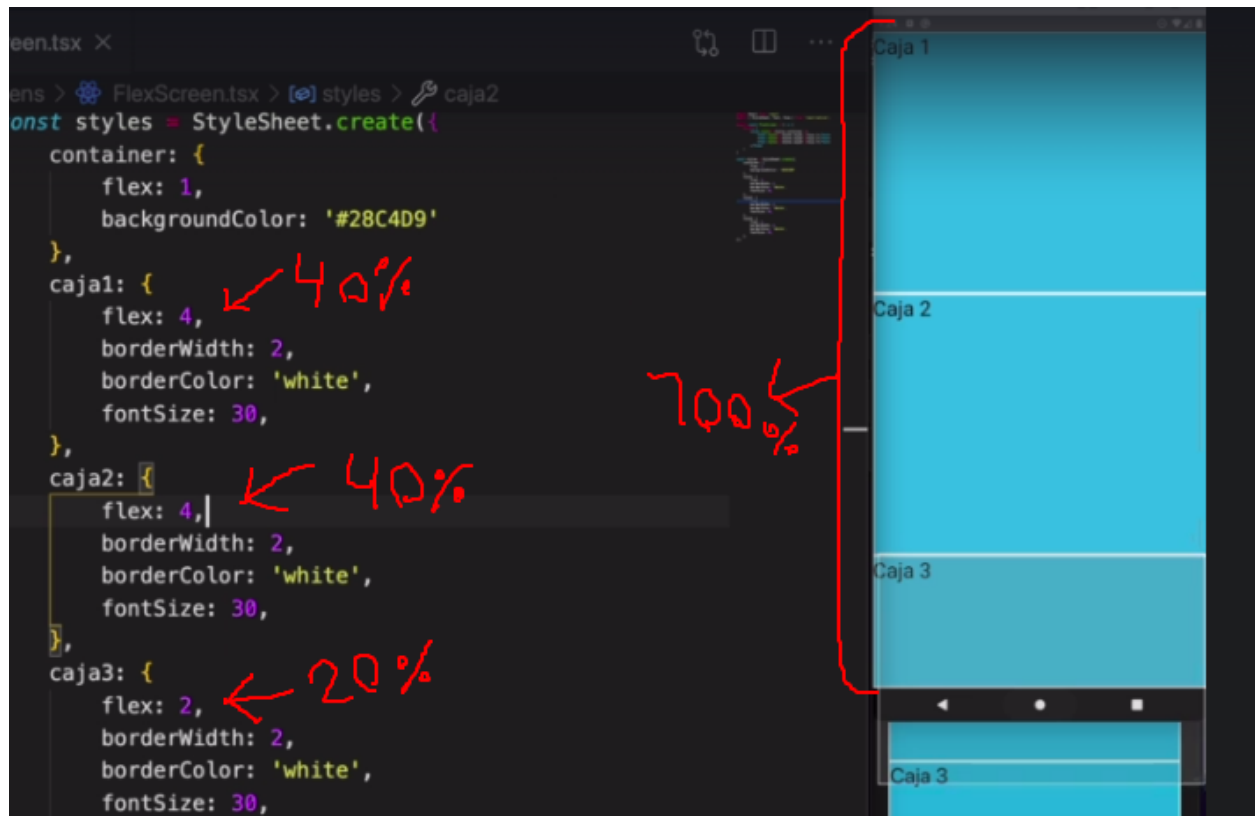 een.tsx ×
ens > FlexScreen.tsx > styles > caja2
onst styles = StyleSheet.create({
container: {
flex: 1,
backgroundColor: '#28C4D9'
},
caja1: {
flex: 4,
borderWidth: 2,
borderColor: 'white',
fontSize: 30,
},
caja2: {
flex: 4,
borderWidth: 2,
borderColor: 'white',
fontSize: 30,
},
caja3: {
flex: 2,
borderWidth: 2,
borderColor: 'white',
fontSize: 30,
40%
40%
20%
100%
Caja 1
Caja 2
Caja 3
Caja 3